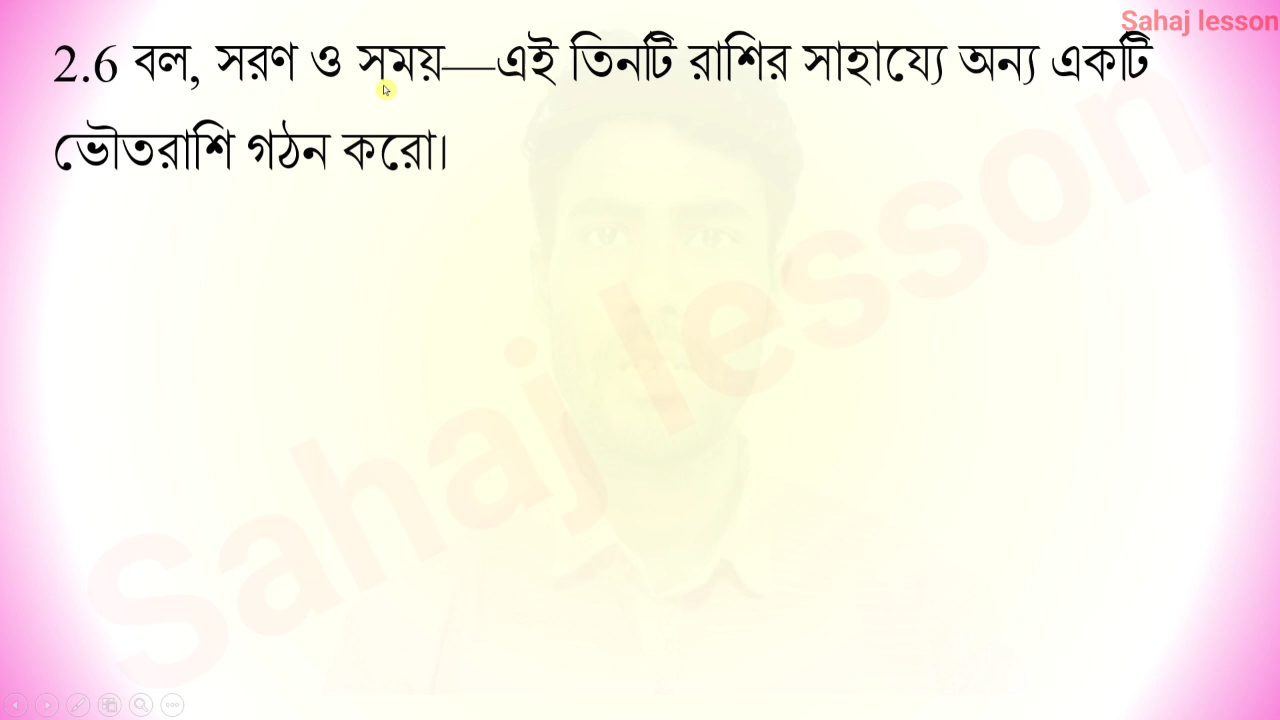 Sahaj lesson
2.6 বল, সরণ ও সময়—এই তিনটি রাশির সাহায্যে অন্য একটি
ভৌতরাশি গঠন করো।
Sahaj lesson